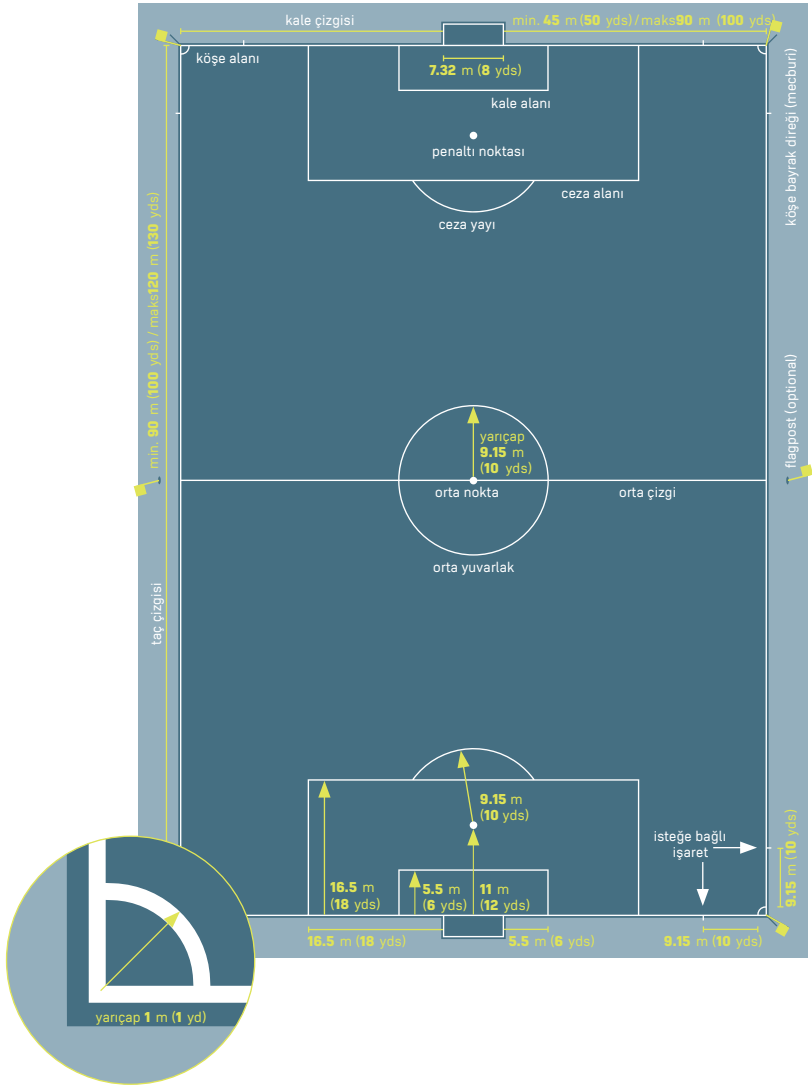 kale çizgisi
min. 45 m (50 yds)/maks90 m (100 yds)
köşe alanı
7.32 m (8 yds)
kale alanı
penaltı noktası
ceza alanı
ceza yayı
köşe bayrak direği (mecburi)
min. 90 m (100 yds) / maks120 m (130 yds)
flagpost (optional)
yarıçap
9.15 m
(10 yds)
orta nokta
orta çizgi
orta yuvarlak
taç çizgisi
9.15 m
(10 yds)
isteğe bağlı
işaret
9.15 m (10 yds)
16.5 m
(18 yds)
5.5 m
(6 yds)
11 m
(12 yds)
16.5 m (18 yds)
5.5 m (6 yds)
9.15 m (10 yds)
yarıçap 1 m (1 yd)